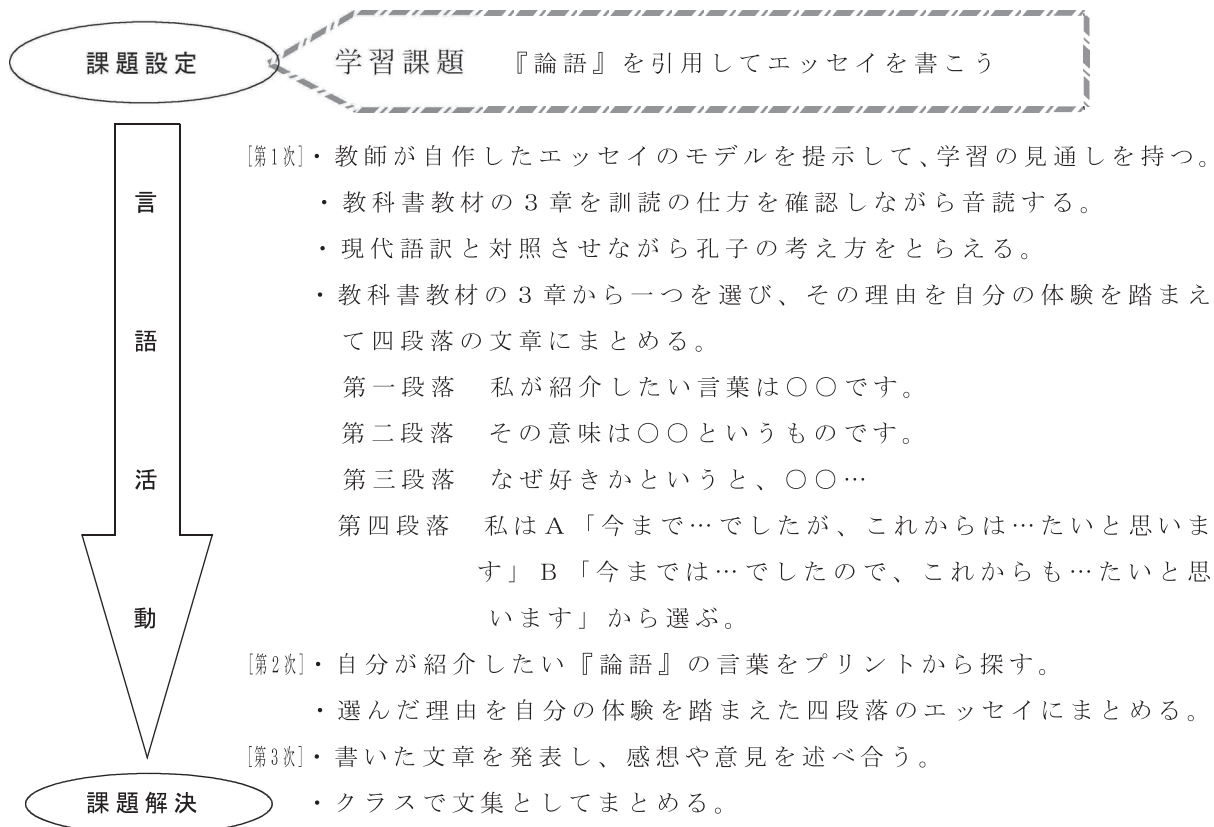 課題設定
学習課題　『論語』を引用してエッセイを書こう
[第1次]・教師が自作したエッセイのモデルを提示して、学習の見通しを持つ。
・教科書教材の３章を訓読の仕方を確認しながら音読する。
・現代語訳と対照させながら孔子の考え方をとらえる。
・教科書教材の３章から一つを選び、その理由を自分の体験を踏まえ
て四段落の文章にまとめる。
第一段落　私が紹介したい言葉は○○です。
第二段落　その意味は○○というものです。
第三段落　なぜ好きかというと、○○…
第四段落　私はＡ「今まで…でしたが、これからは…たいと思いま
す」Ｂ「今までは…でしたので、これからも…たいと思
います」から選ぶ。
[第2次]・自分が紹介したい『論語』の言葉をプリントから探す。
・選んだ理由を自分の体験を踏まえた四段落のエッセイにまとめる。
[第3次]・書いた文章を発表し、感想や意見を述べ合う。
・クラスで文集としてまとめる。
言語活動
課題解決